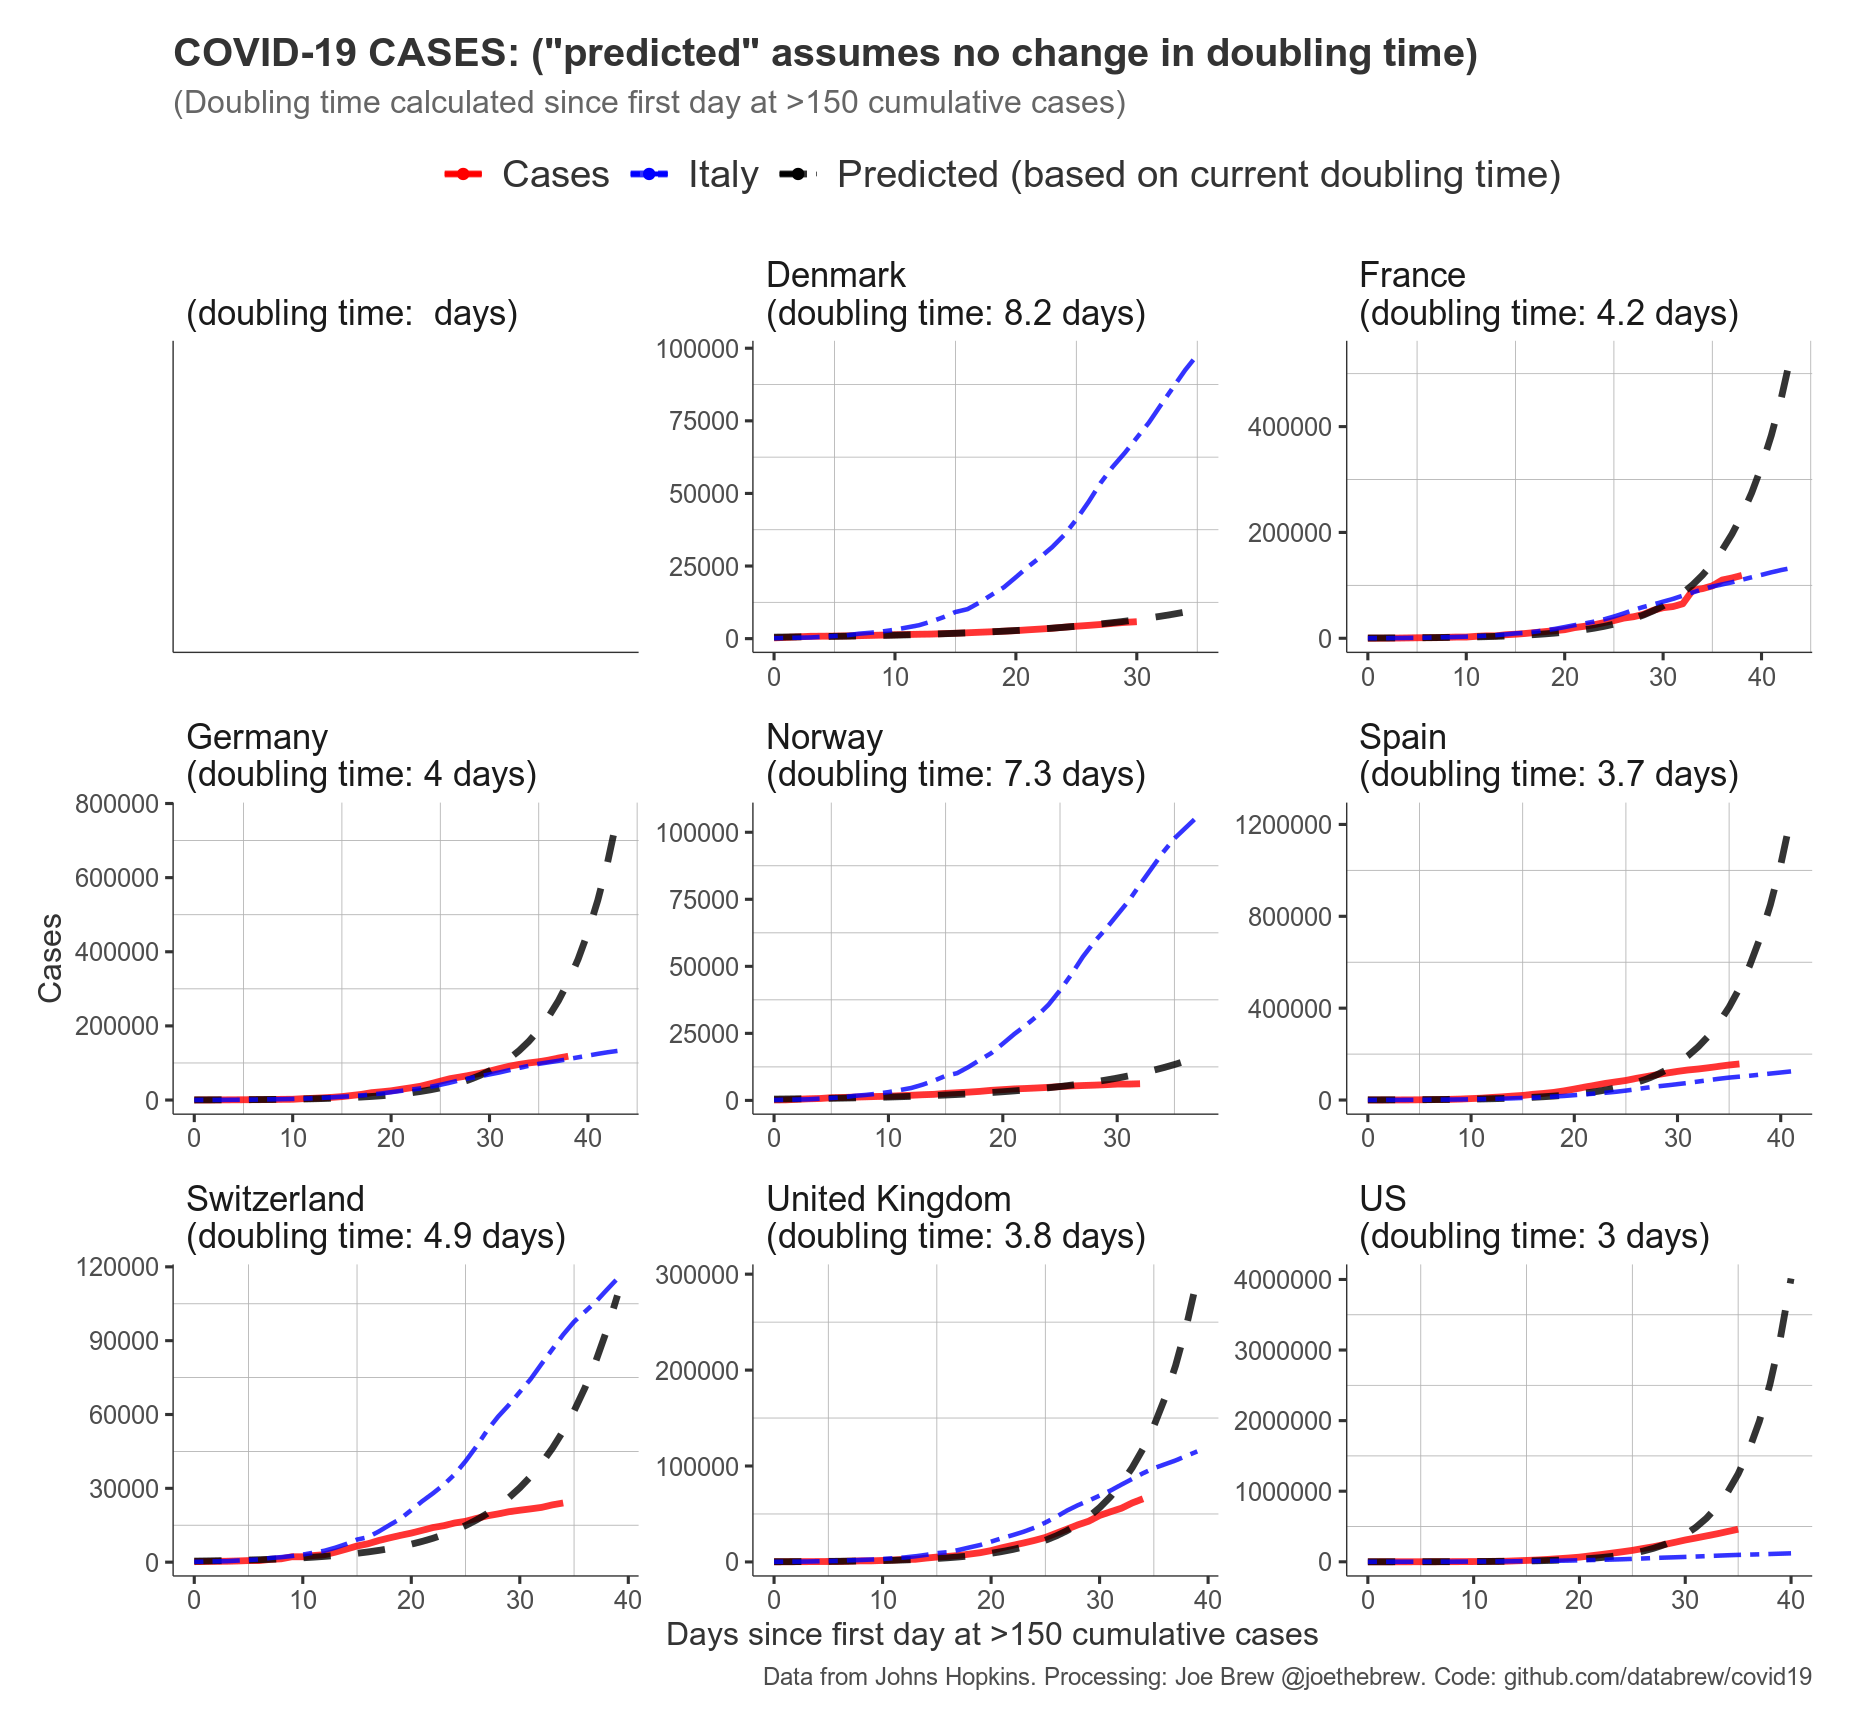 COVID-19 CASES: ("predicted" assumes no change in doubling time)
(Doubling time calculated since first day at >150 cumulative cases)
Cases Italy Predicted (based on current doubling time)
(doubling time:  days)
Denmark
(doubling time: 8.2 days)
100000
75000
50000
25000
0
0 10 20 30
France
(doubling time: 4.2 days)
400000
200000
0
0 10 20 30 40
Cases
Germany
(doubling time: 4 days)
800000
600000
400000
200000
0
0 10 20 30 40
Norway
(doubling time: 7.3 days)
100000
75000
50000
25000
0
0 10 20 30
Spain
(doubling time: 3.7 days)
1200000
800000
400000
0
0 10 20 30 40
Switzerland
(doubling time: 4.9 days)
120000
90000
60000
30000
0
0 10 20 30 40
United Kingdom
(doubling time: 3.8 days)
300000
200000
100000
0
0 10 20 30 40
US
(doubling time: 3 days)
4000000
3000000
2000000
1000000
0
0 10 20 30 40
Days since first day at >150 cumulative cases
Data from Johns Hopkins. Processing: Joe Brew @joethebrew. Code: github.com/databrew/covid19